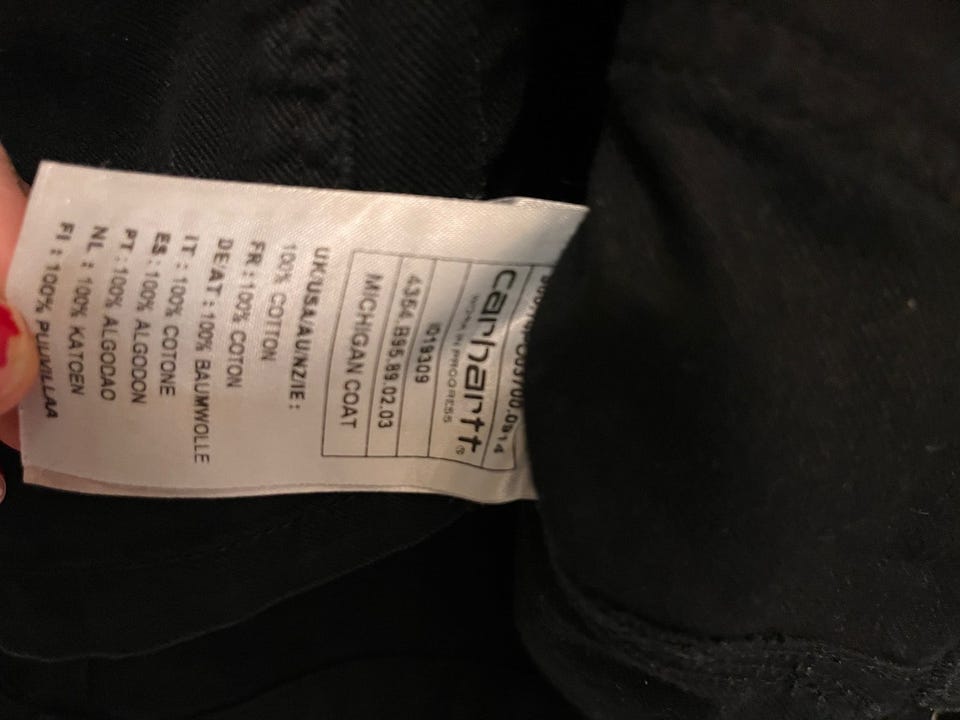 carhartt®
WORK IN PROGRESS
I019309
4354.B95.89.02.03
MICHIGAN COAT
UK/USA/AU/NZ/IE:
100% COTTON
FR : 100% COTON
DE/AT : 100% BAUMWOLLE
IT : 100% COTONE
ES : 100% ALGODON
PT : 100% ALGODAO
NL : 100% KATOEN
FI : 100% PUUVILLAA